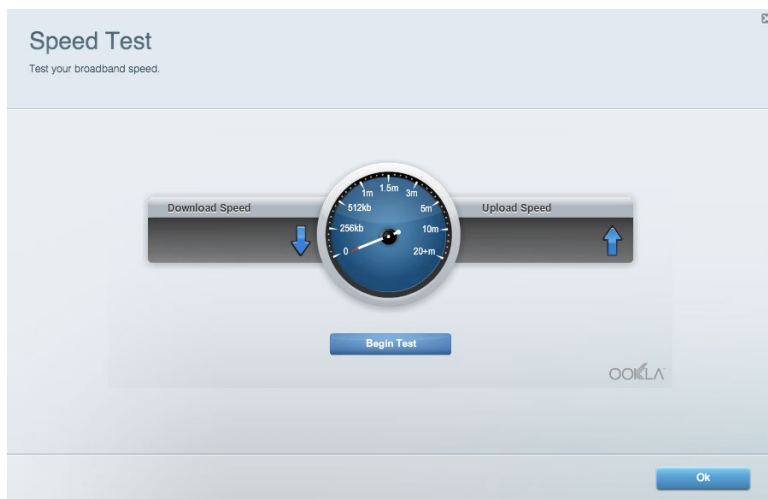 Speed Test
Test your broadband speed.
Download Speed
Upload Speed
0
256kb
512kb
1m
1.5m
3m
5m
10m
20+m
Begin Test
OOKLA
Ok